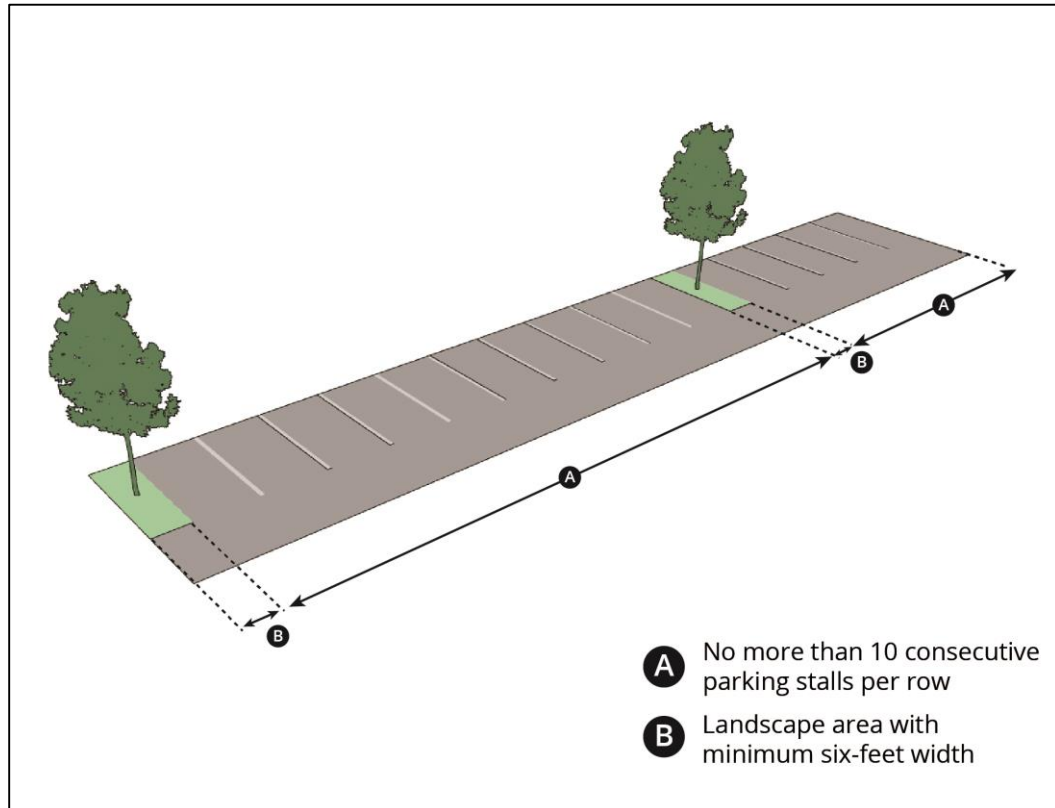 A
B
A
B
A No more than 10 consecutive
parking stalls per row
B Landscape area with
minimum six-feet width